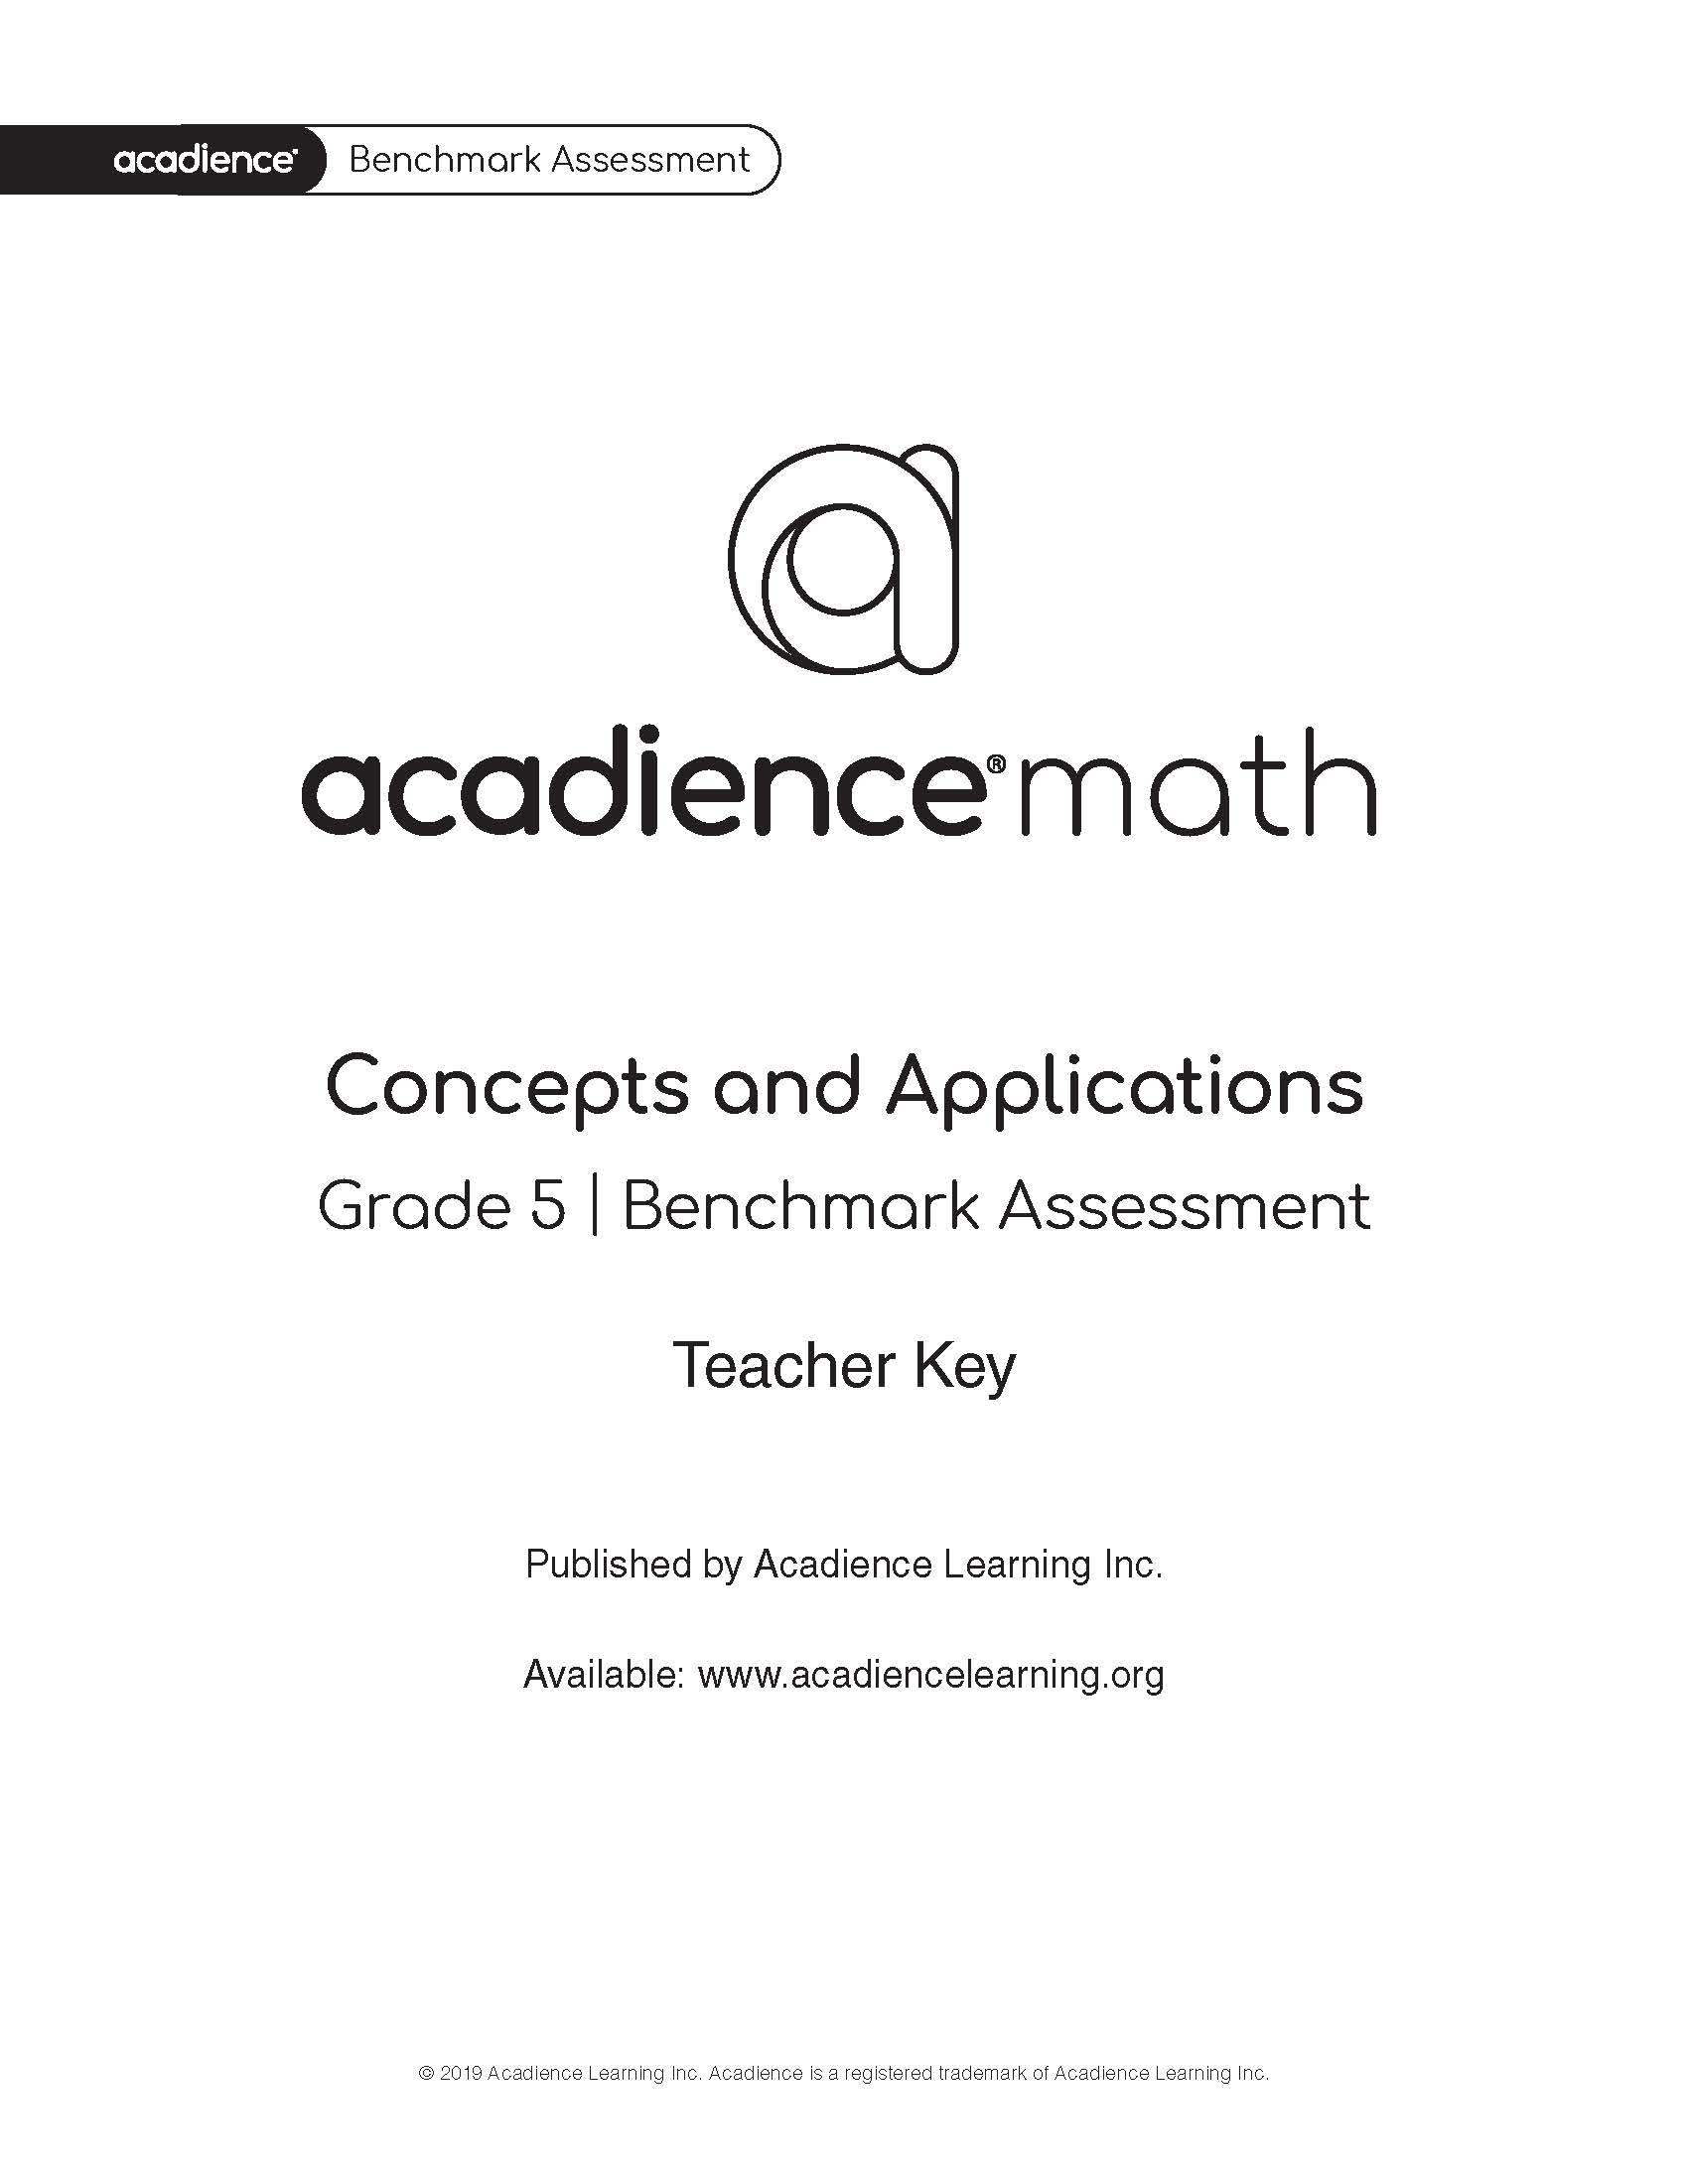 acadience® Benchmark Assessment
acadience®math
Concepts and Applications
Grade 5 | Benchmark Assessment
Teacher Key
Published by Acadience Learning Inc.
Available: www.acadiencelearning.org
© 2019 Acadience Learning Inc. Acadience is a registered trademark of Acadience Learning Inc.